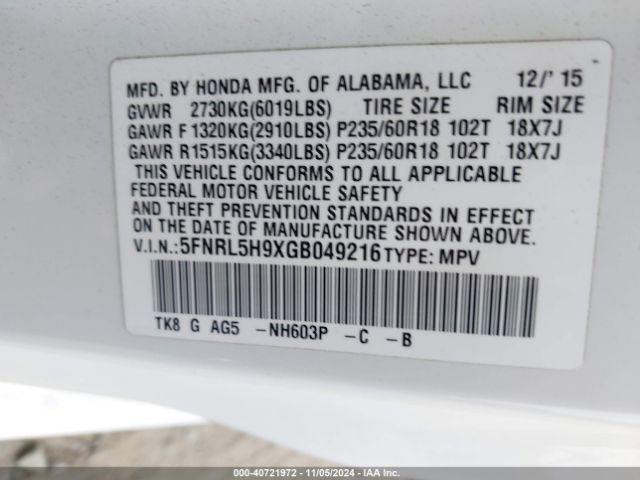 MFD. BY HONDA MFG. OF ALABAMA, LLC 12/' 15
GVWR 2730KG(6019LBS) TIRE SIZE RIM SIZE
GAWR F 1320KG(2910LBS) P235/60R18 102T 18X7J
GAWR R 1515KG(3340LBS) P235/60R18 102T 18X7J
THIS VEHICLE CONFORMS TO ALL APPLICABLE
FEDERAL MOTOR VEHICLE SAFETY
AND THEFT PREVENTION STANDARDS IN EFFECT
ON THE DATE OF MANUFACTURE SHOWN ABOVE.
V.I.N.:5FNRL5H9XGB049216 TYPE: MPV
TK8 G AG5 -NH603P -C -B
000-40721972 - 11/05/2024 - IAA Inc.